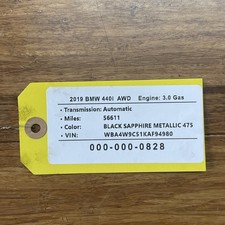 2019 BMW 440i AWD Engine: 3.0 Gas
• Transmission: Automatic
• Miles: 56611
• Color: BLACK SAPPHIRE METALLIC 475
• VIN: WBA4W9C51KAF94980
000-000-0828